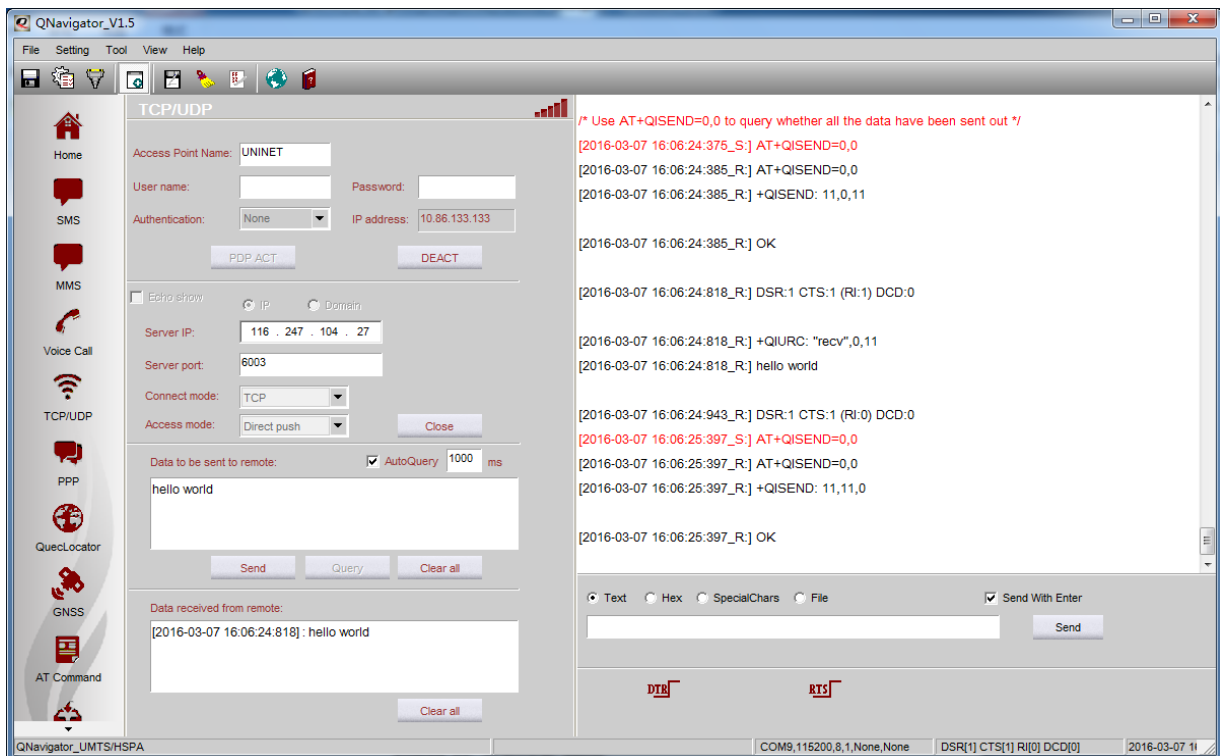 QNavigator_V1.5
File Setting Tool View Help
Home
SMS
MMS
Voice Call
TCP/UDP
PPP
QuecLocator
GNSS
AT Command
TCP/UDP
Access Point Name: UNINET
User name: Password:
Authentication: None IP address: 10.86.133.133
PDP ACT DEACT
Echo show IP Domain
Server IP: 116 . 247 . 104 . 27
Server port: 6003
Connect mode: TCP
Access mode: Direct push Close
Data to be sent to remote: AutoQuery 1000 ms
hello world
Send Query Clear all
Data received from remote:
[2016-03-07 16:06:24:818] : hello world
Clear all
/* Use AT+QISEND=0,0 to query whether all the data have been sent out */
[2016-03-07 16:06:24:375_S:] AT+QISEND=0,0
[2016-03-07 16:06:24:385_R:] AT+QISEND=0,0
[2016-03-07 16:06:24:385_R:] +QISEND: 11,0,11
[2016-03-07 16:06:24:385_R:] OK
[2016-03-07 16:06:24:818_R:] DSR:1 CTS:1 (RI:1) DCD:0
[2016-03-07 16:06:24:818_R:] +QIURC: "recv",0,11
[2016-03-07 16:06:24:818_R:] hello world
[2016-03-07 16:06:24:943_R:] DSR:1 CTS:1 (RI:0) DCD:0
[2016-03-07 16:06:25:397_S:] AT+QISEND=0,0
[2016-03-07 16:06:25:397_R:] AT+QISEND=0,0
[2016-03-07 16:06:25:397_R:] +QISEND: 11,11,0
[2016-03-07 16:06:25:397_R:] OK
Text Hex SpecialChars File Send With Enter
Send
DTR RTS
QNavigator_UMTS/HSPA COM9,115200,8,1,None,None DSR[1] CTS[1] RI[0] DCD[0] 2016-03-07